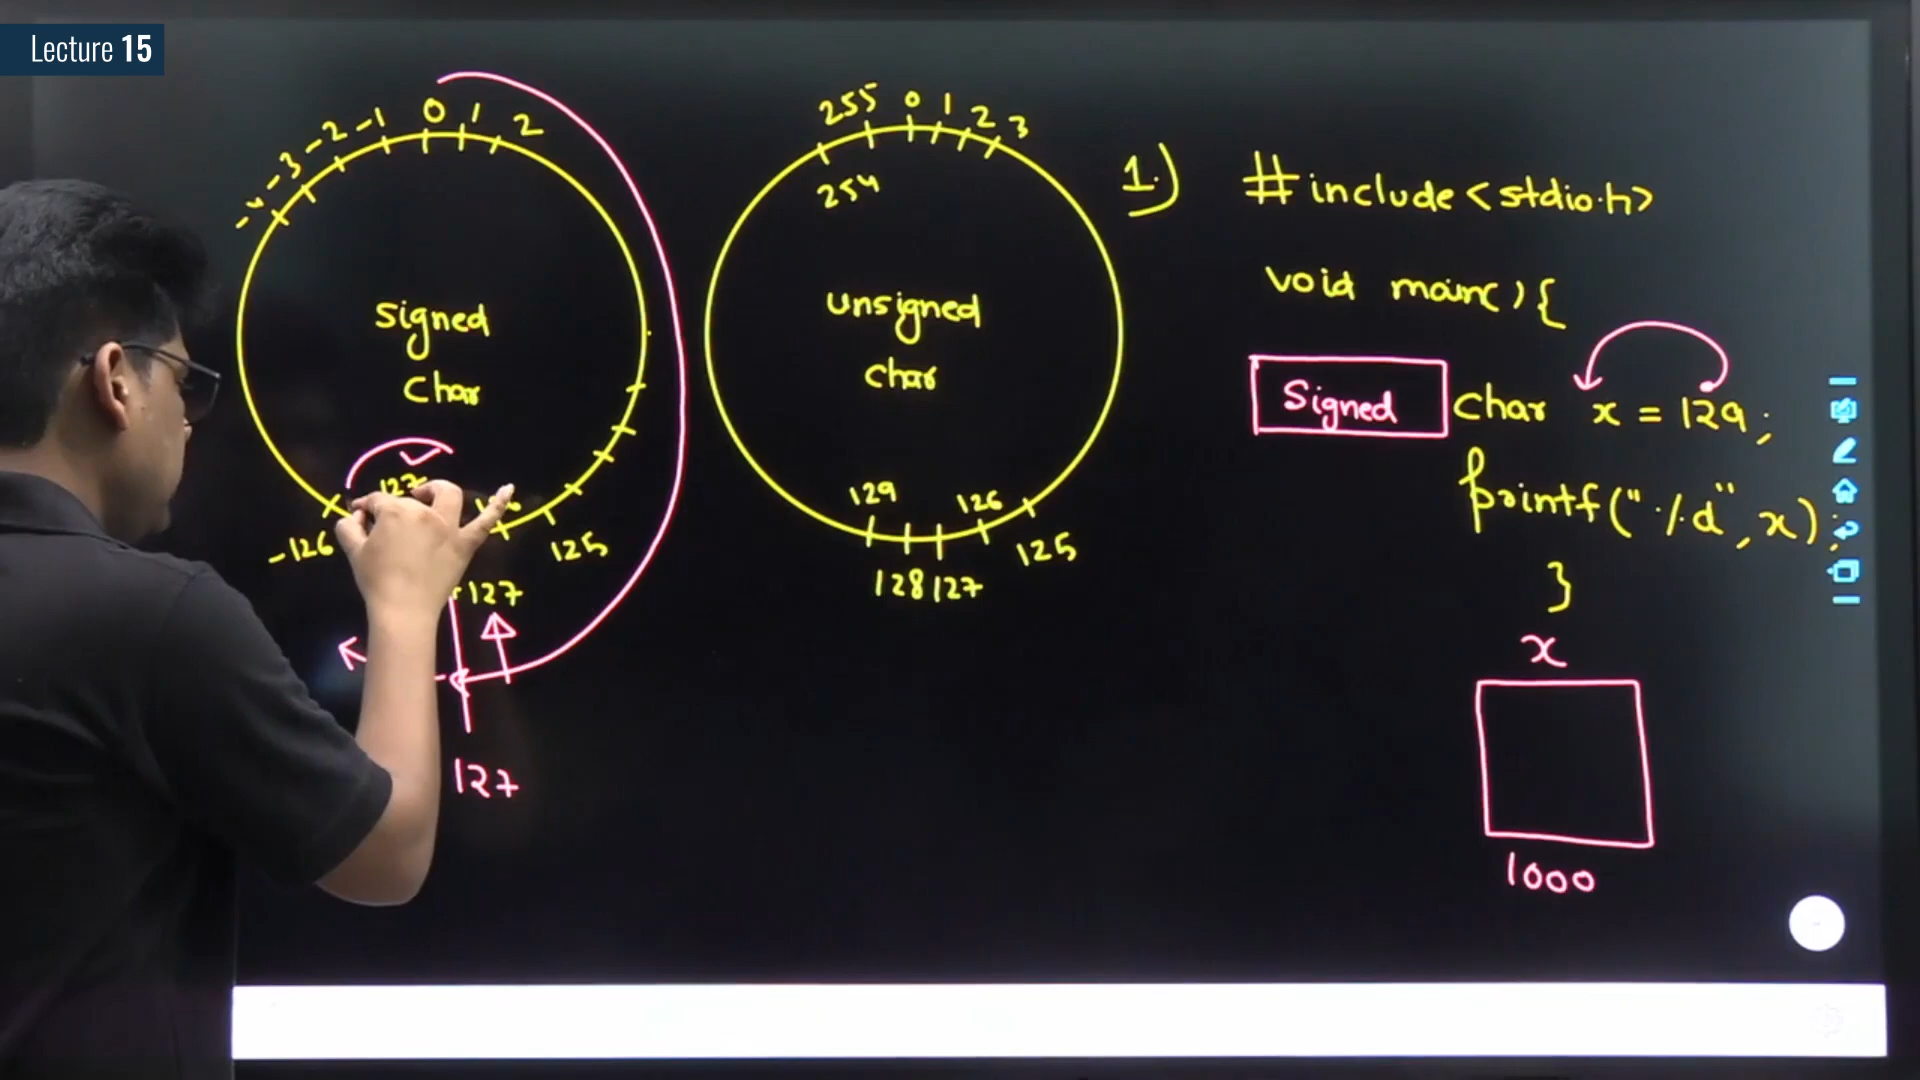 Lecture 15
-4 -3 -2 -1 0 1 2
signed
char
127
-126
125
+127
127
254 255 0 1 2 3
unsigned
char
129 128 127 126 125
1.) #include<stdio.h>
void main(){
Signed char x = 129;
printf("%d", x);
}
x
1000